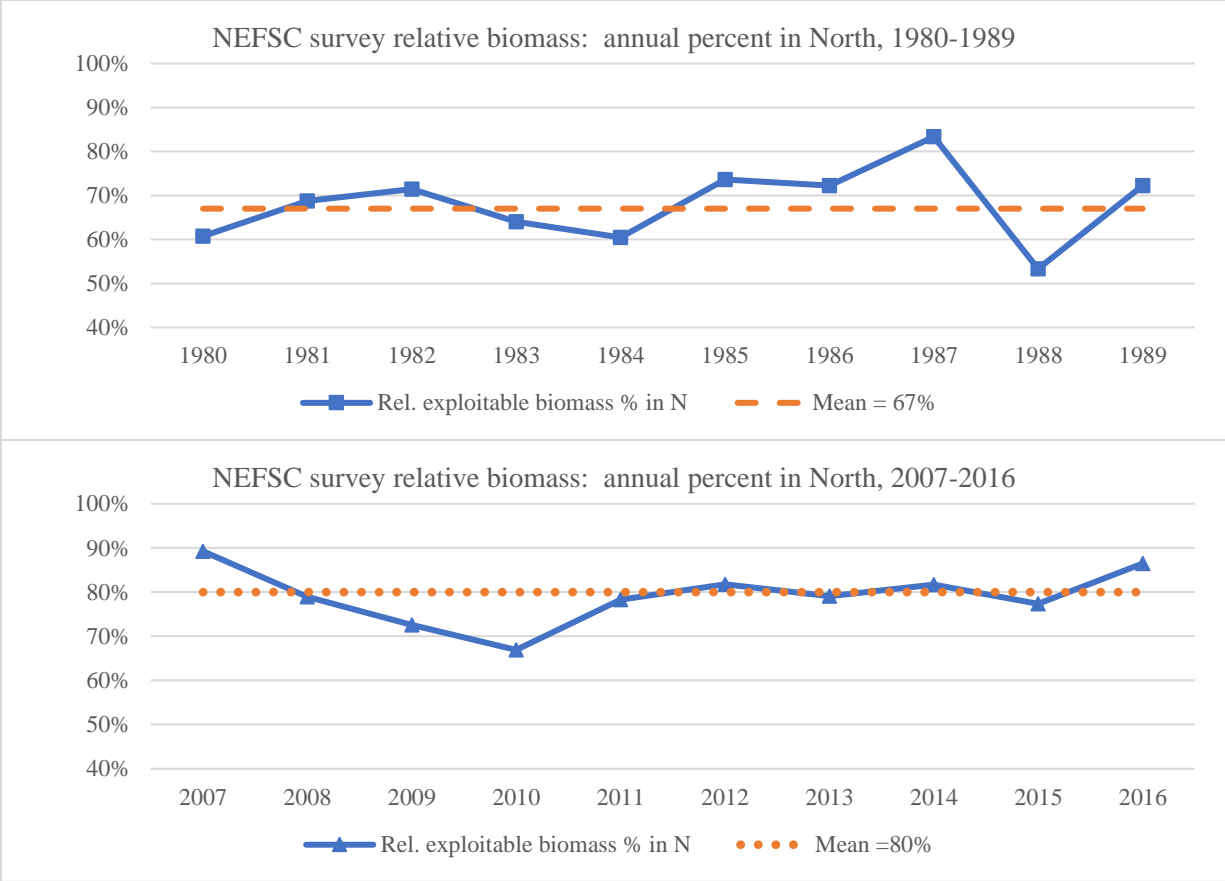 NEFSC survey relative biomass:  annual percent in North, 1980-1989
100%
90%
80%
70%
60%
50%
40%
1980 1981 1982 1983 1984 1985 1986 1987 1988 1989
Rel. exploitable biomass % in N Mean = 67%
NEFSC survey relative biomass:  annual percent in North, 2007-2016
100%
90%
80%
70%
60%
50%
40%
2007 2008 2009 2010 2011 2012 2013 2014 2015 2016
Rel. exploitable biomass % in N Mean =80%